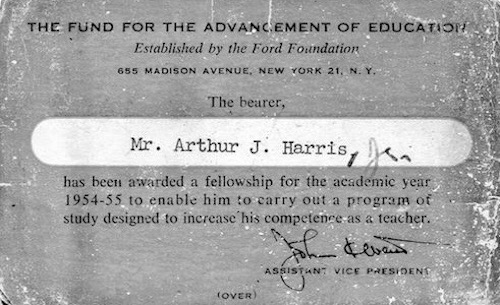 THE FUND FOR THE ADVANCEMENT OF EDUCATION
Established by the Ford Foundation
655 MADISON AVENUE, NEW YORK 21, N. Y.
The bearer,
Mr. Arthur J. Harris, Jr.
has been awarded a fellowship for the academic year
1954-55 to enable him to carry out a program of
study designed to increase his competence as a teacher.
John
ASSISTANT VICE PRESIDENT
(OVER)